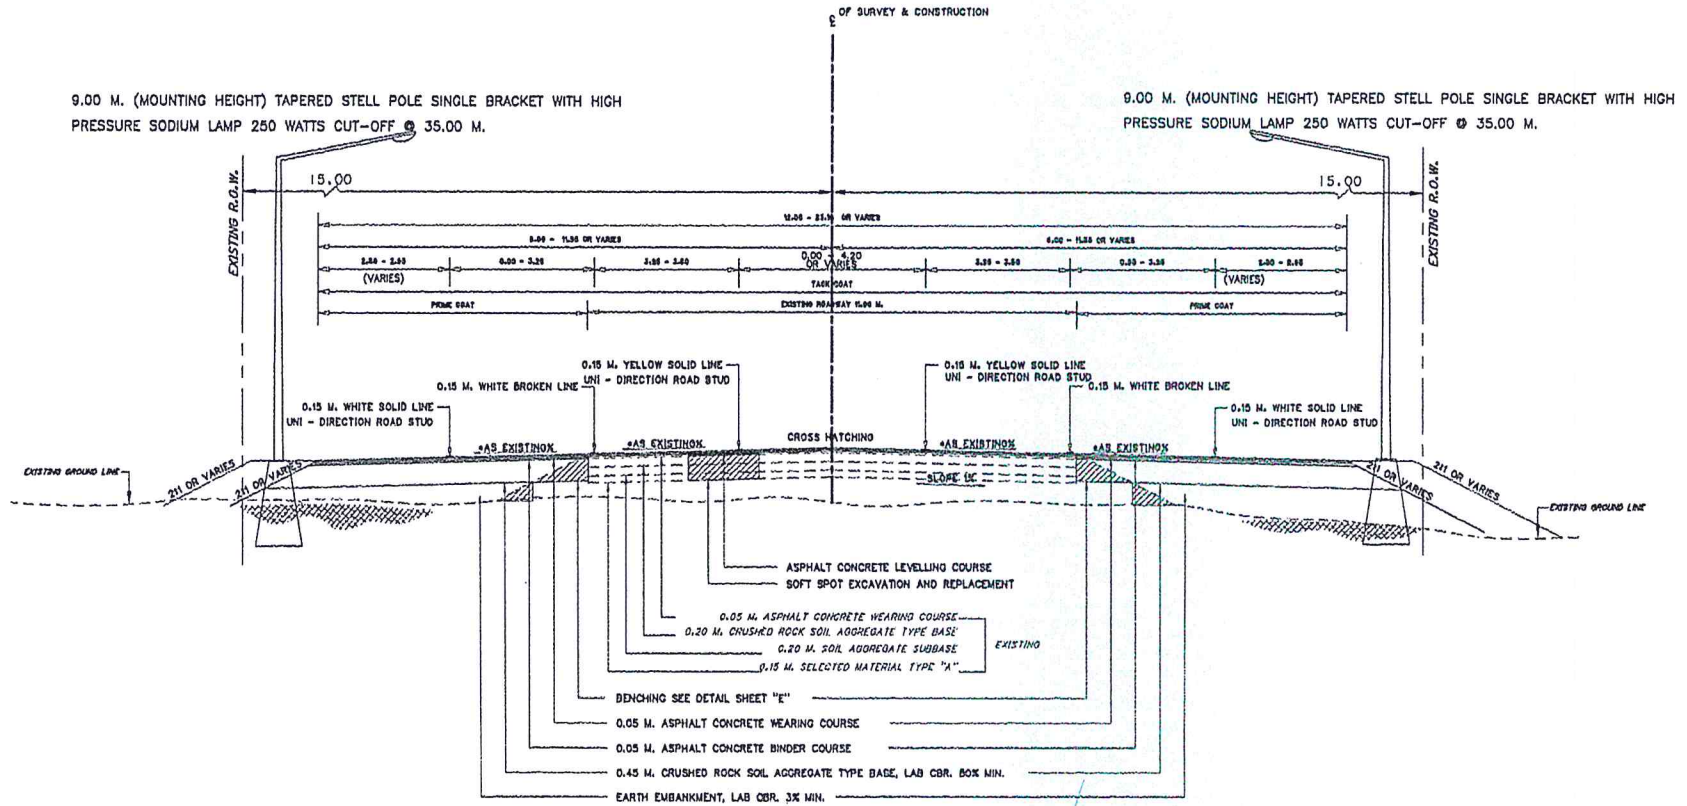 ℄ OF SURVEY & CONSTRUCTION
9.00 M. (MOUNTING HEIGHT) TAPERED STELL POLE SINGLE BRACKET WITH HIGH
PRESSURE SODIUM LAMP 250 WATTS CUT-OFF @ 35.00 M.
9.00 M. (MOUNTING HEIGHT) TAPERED STELL POLE SINGLE BRACKET WITH HIGH
PRESSURE SODIUM LAMP 250 WATTS CUT-OFF @ 35.00 M.
EXISTING R.O.W.
15.00
15.00
EXISTING R.O.W.
OR VARIES
OR VARIES
OR VARIES
0.00 - 4.20
OR VARIES
(VARIES)
(VARIES)
TACK COAT
PRIME COAT
EXISTING ROADWAY 11.00 M.
PRIME COAT
0.15 M. YELLOW SOLID LINE
UNI - DIRECTION ROAD STUD
0.15 M. YELLOW SOLID LINE
UNI - DIRECTION ROAD STUD
0.15 M. WHITE BROKEN LINE
0.15 M. WHITE BROKEN LINE
0.15 M. WHITE SOLID LINE
UNI - DIRECTION ROAD STUD
0.15 M. WHITE SOLID LINE
UNI - DIRECTION ROAD STUD
*AS EXISTING%
*AS EXISTING%
CROSS HATCHING
*AS EXISTING%
*AS EXISTING%
EXISTING GROUND LINE
2:1 OR VARIES
2:1 OR VARIES
SLOPE
2:1 OR VARIES
2:1 OR VARIES
EXISTING GROUND LINE
ASPHALT CONCRETE LEVELLING COURSE
SOFT SPOT EXCAVATION AND REPLACEMENT
0.05 M. ASPHALT CONCRETE WEARING COURSE
0.20 M. CRUSHED ROCK SOIL AGGREGATE TYPE BASE
0.20 M. SOIL AGGREGATE SUBBASE
0.15 M. SELECTED MATERIAL TYPE "A"
EXISTING
BENCHING SEE DETAIL SHEET "E"
0.05 M. ASPHALT CONCRETE WEARING COURSE
0.05 M. ASPHALT CONCRETE BINDER COURSE
0.45 M. CRUSHED ROCK SOIL AGGREGATE TYPE BASE, LAB CBR. 80% MIN.
EARTH EMBANKMENT, LAB CBR. 3% MIN.